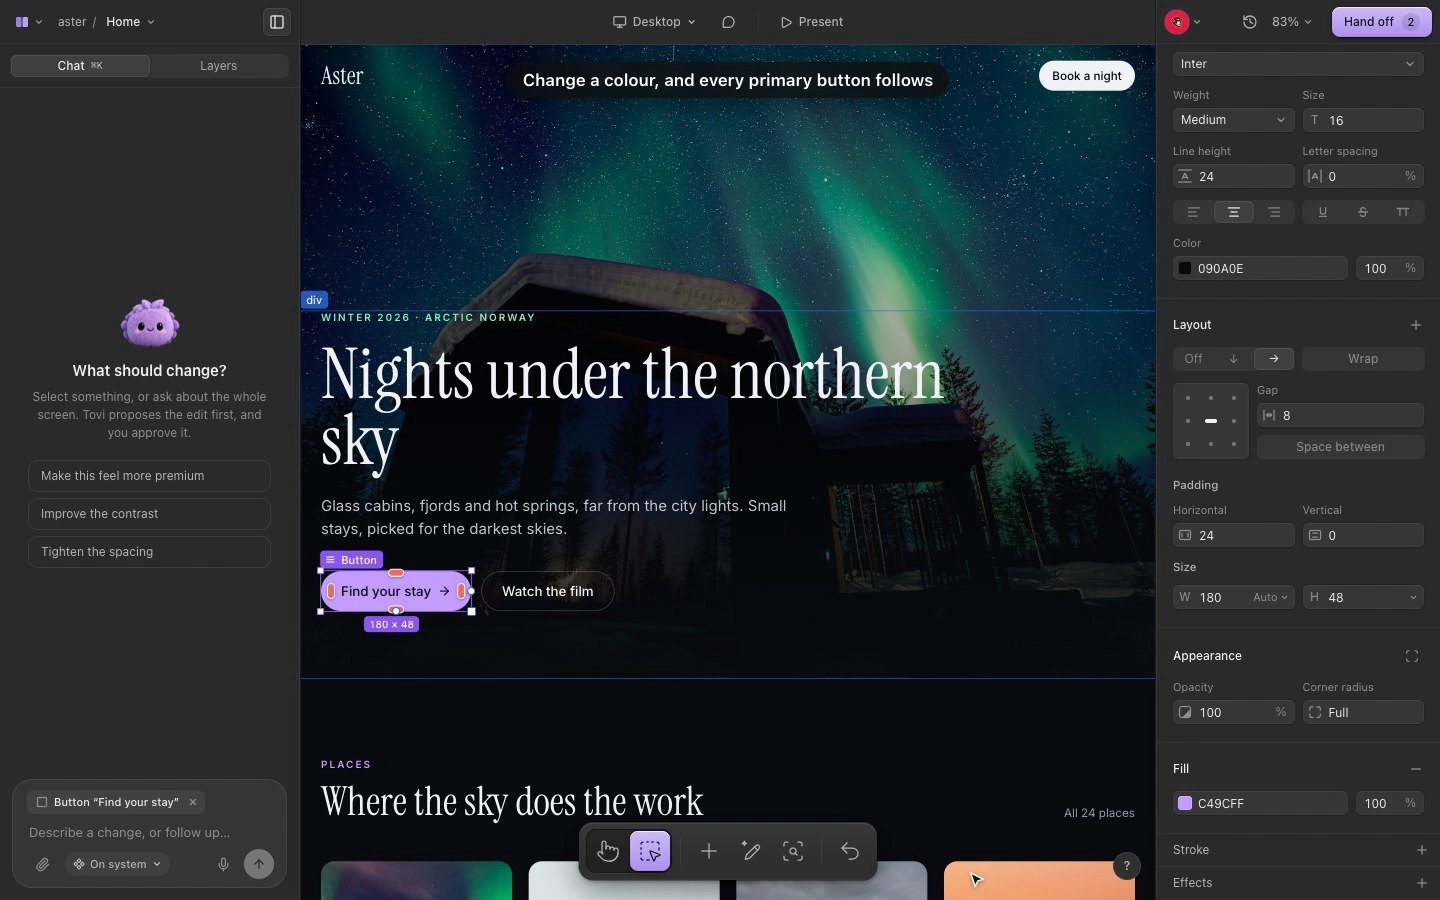 aster / Home
Desktop
Present
83%
Hand off 2
Chat ⌘K
Layers
What should change?
Select something, or ask about the whole
screen. Tovi proposes the edit first, and
you approve it.
Make this feel more premium
Improve the contrast
Tighten the spacing
Button “Find your stay” ×
Describe a change, or follow up...
On system
Aster
Change a colour, and every primary button follows
Book a night
div
WINTER 2026 · ARCTIC NORWAY
Nights under the northern
sky
Glass cabins, fjords and hot springs, far from the city lights. Small
stays, picked for the darkest skies.
Button
Find your stay →
Watch the film
180 × 48
PLACES
Where the sky does the work
All 24 places
?
Inter
Weight
Size
Medium
T 16
Line height
Letter spacing
A 24
|A| 0 %
U S TT
Color
090A0E
100 %
Layout
Off ↓ →
Wrap
Gap
8
Space between
Padding
Horizontal
Vertical
24
0
Size
W 180 Auto
H 48
Appearance
Opacity
Corner radius
100 %
Full
Fill
C49CFF
100 %
Stroke
Effects